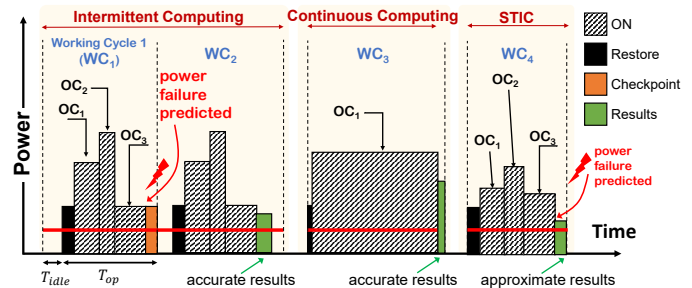 Intermittent Computing
Continuous Computing
STIC
Working Cycle 1
(WC1)
WC2
WC3
WC4
ON
Restore
Checkpoint
Results
power
failure
predicted
OC2
OC1
OC3
OC1
OC2
OC1
OC3
power
failure
predicted
Power
Time
Tidle
Top
accurate results
accurate results
approximate results